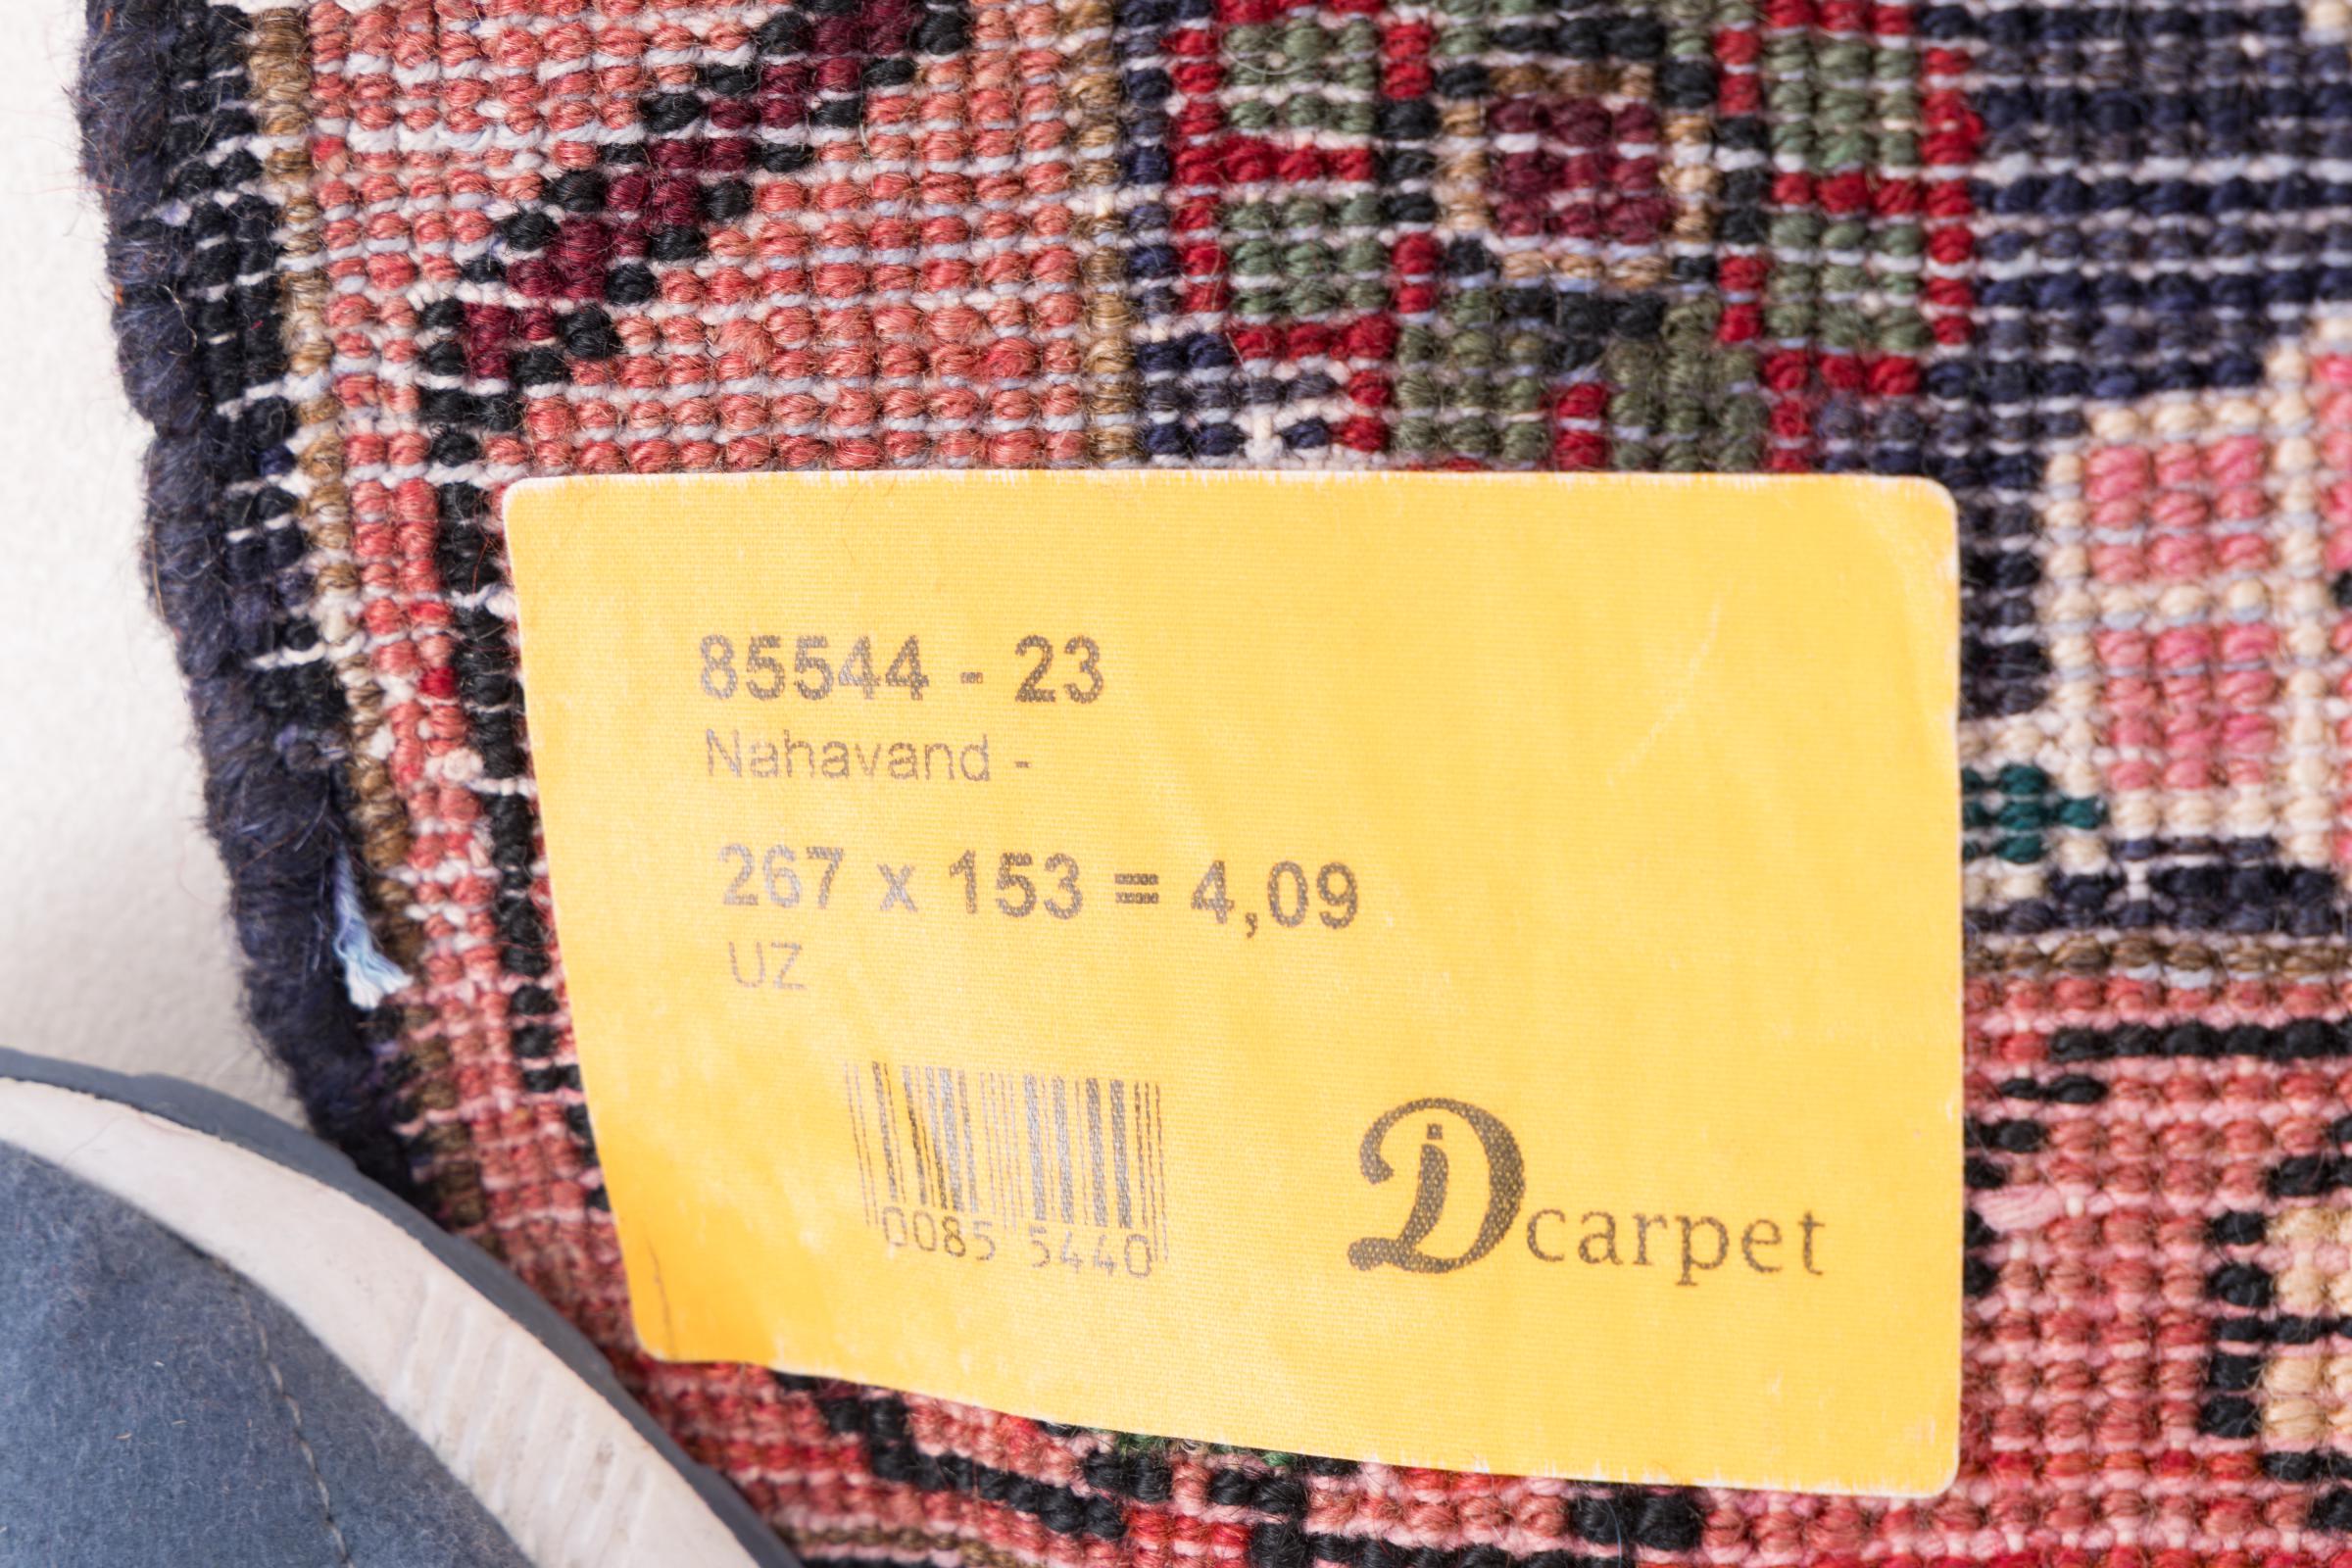 85544 - 23
Nahavand -
267 x 153 = 4,09
UZ
0085 5440
D carpet